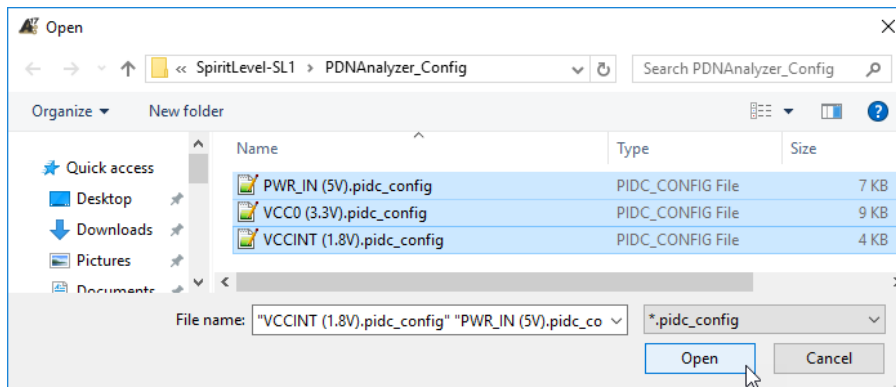 Open
« SpiritLevel-SL1 › PDNAnalyzer_Config
Search PDNAnalyzer_Config
Organize New folder
Name Type Size
Quick access
Desktop
Downloads
Pictures
Documents
PWR_IN (5V).pidc_config PIDC_CONFIG File 7 KB
VCC0 (3.3V).pidc_config PIDC_CONFIG File 9 KB
VCCINT (1.8V).pidc_config PIDC_CONFIG File 4 KB
File name: "VCCINT (1.8V).pidc_config" "PWR_IN (5V).pidc_co *.pidc_config
Open Cancel